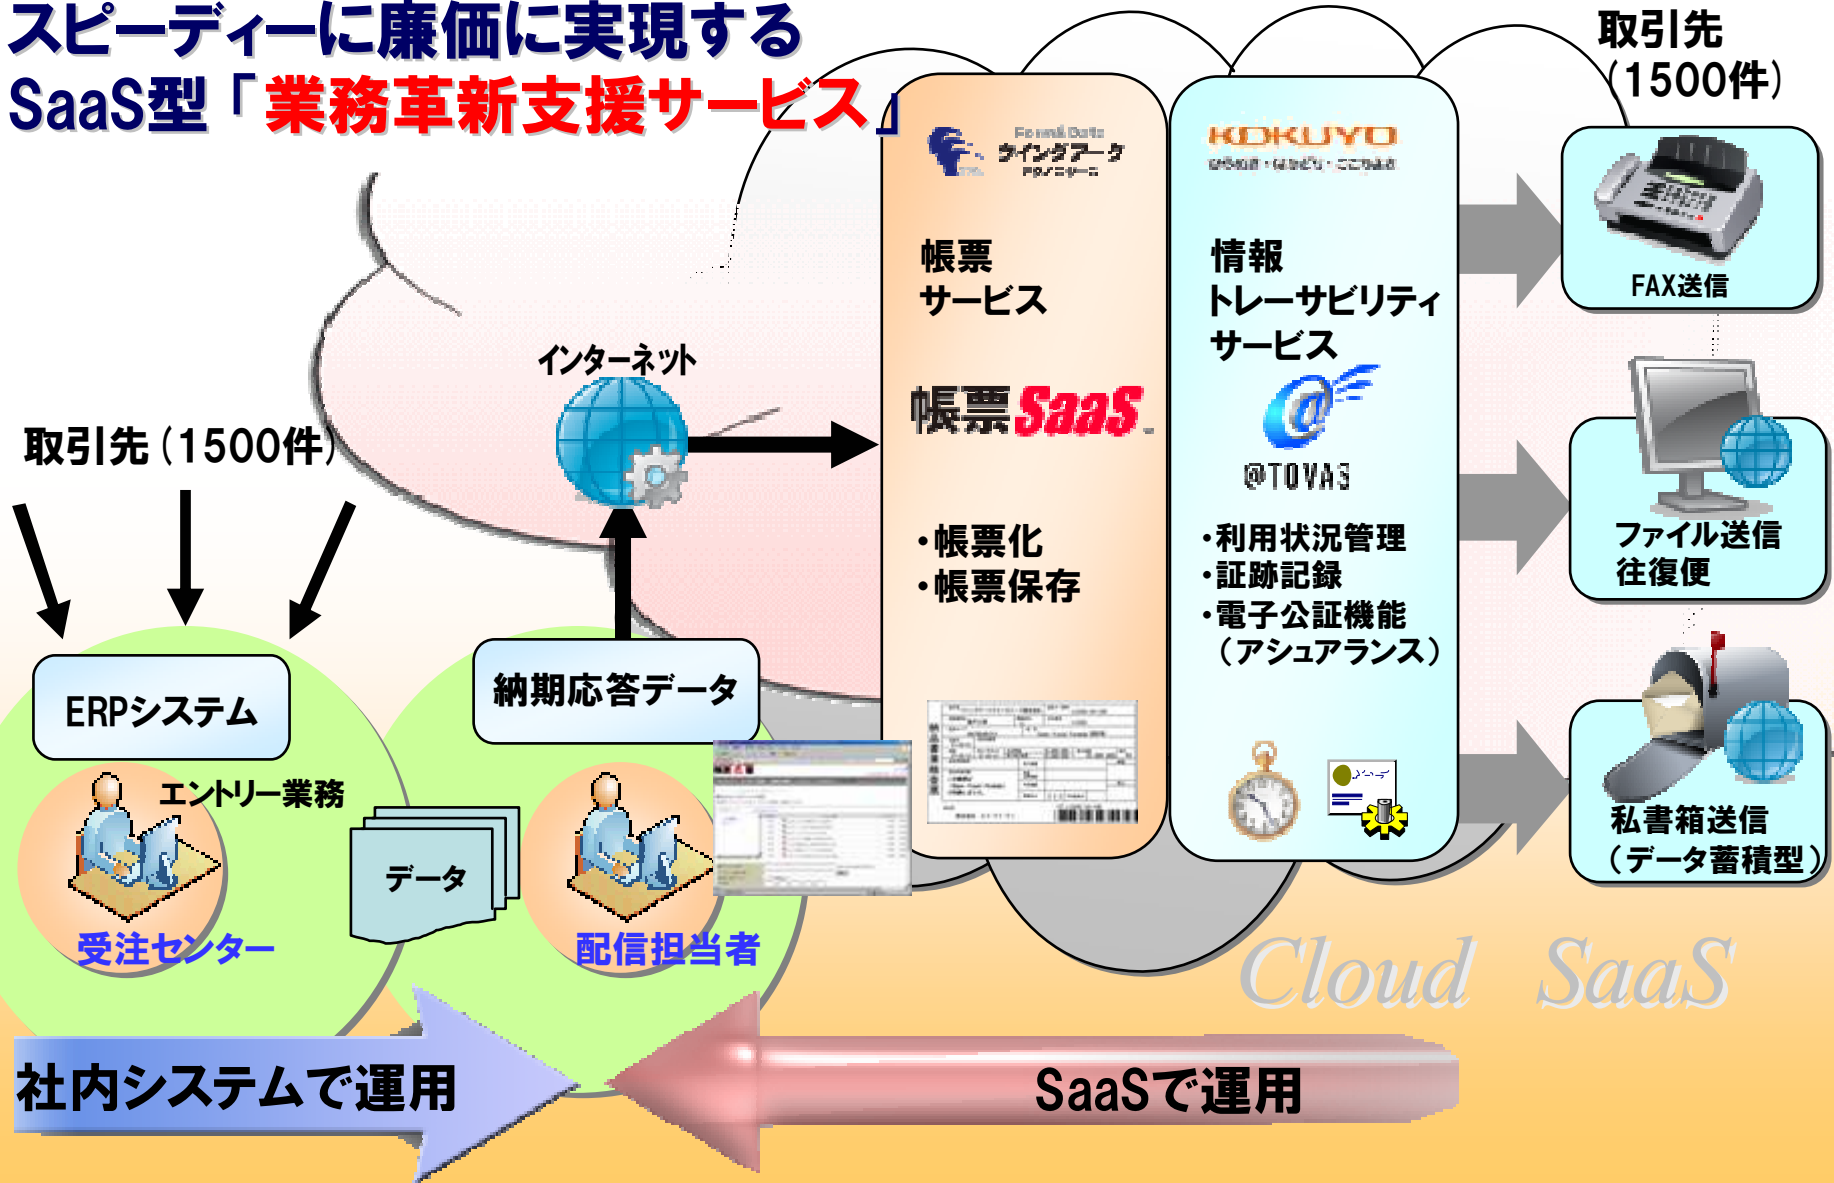 スピーディーに廉価に実現する
SaaS型「業務革新支援サービス」
取引先
(1500件)
ウイングアーク
KOKUYO
帳票
サービス
情報
トレーサビリティ
サービス
FAX送信
インターネット
帳票SaaS
@TOVAS
取引先(1500件)
・帳票化
・帳票保存
・利用状況管理
・証跡記録
・電子公証機能
（アシュアランス）
ファイル送信
往復便
ERPシステム
納期応答データ
エントリー業務
データ
私書箱送信
（データ蓄積型）
受注センター
配信担当者
Cloud SaaS
社内システムで運用
SaaSで運用